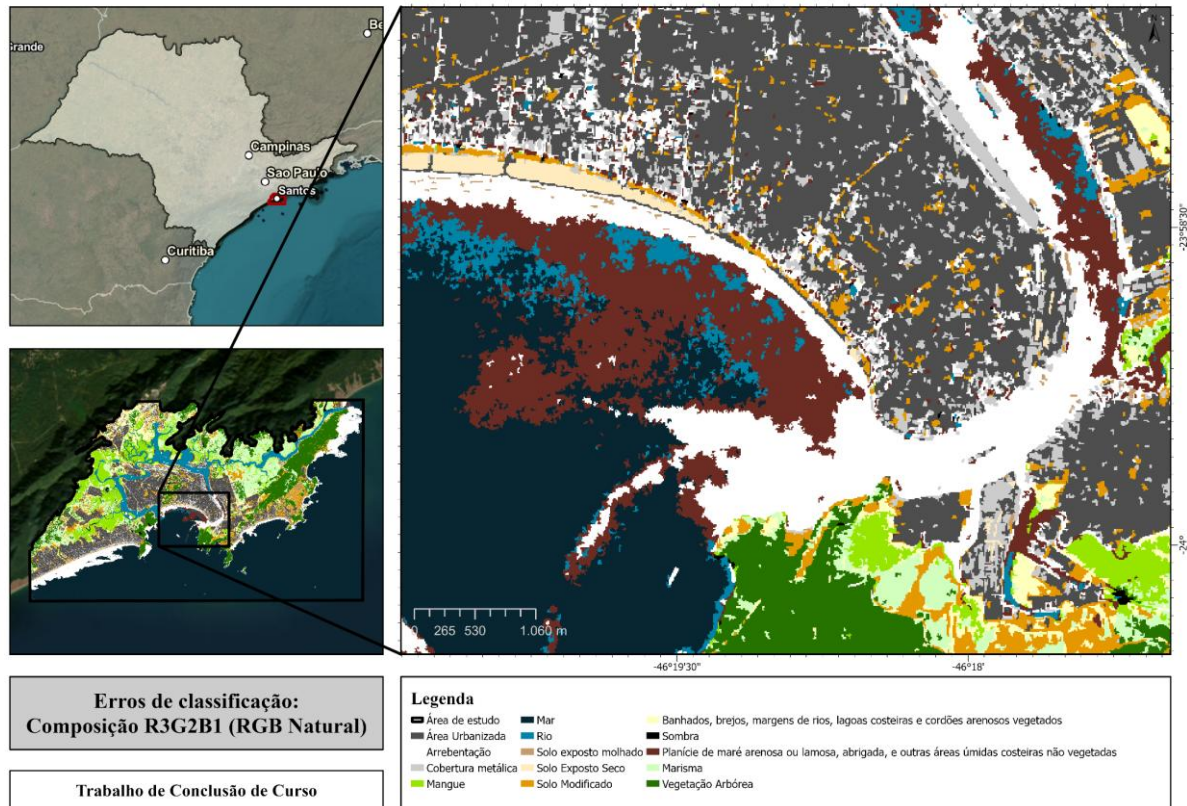 Be
Grande
Campinas
Sao Paulo
Santos
Curitiba
-23°58'30"
-24°
0 265 530 1.060 m
-46°19'30"
-46°18'
Erros de classificação:
Composição R3G2B1 (RGB Natural)
Trabalho de Conclusão de Curso
Legenda
Área de estudo
Área Urbanizada
Arrebentação
Cobertura metálica
Mangue
Mar
Rio
Solo exposto molhado
Solo Exposto Seco
Solo Modificado
Banhados, brejos, margens de rios, lagoas costeiras e cordões arenosos vegetados
Sombra
Planície de maré arenosa ou lamosa, abrigada, e outras áreas úmidas costeiras não vegetadas
Marisma
Vegetação Arbórea